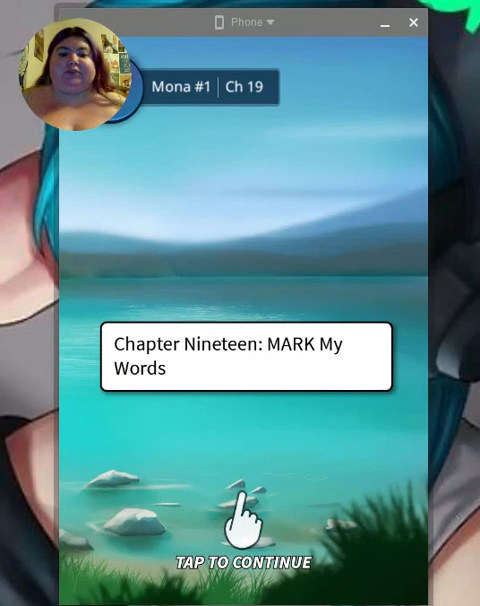 Phone
Mona #1 | Ch 19
Chapter Nineteen: MARK My
Words
TAP TO CONTINUE